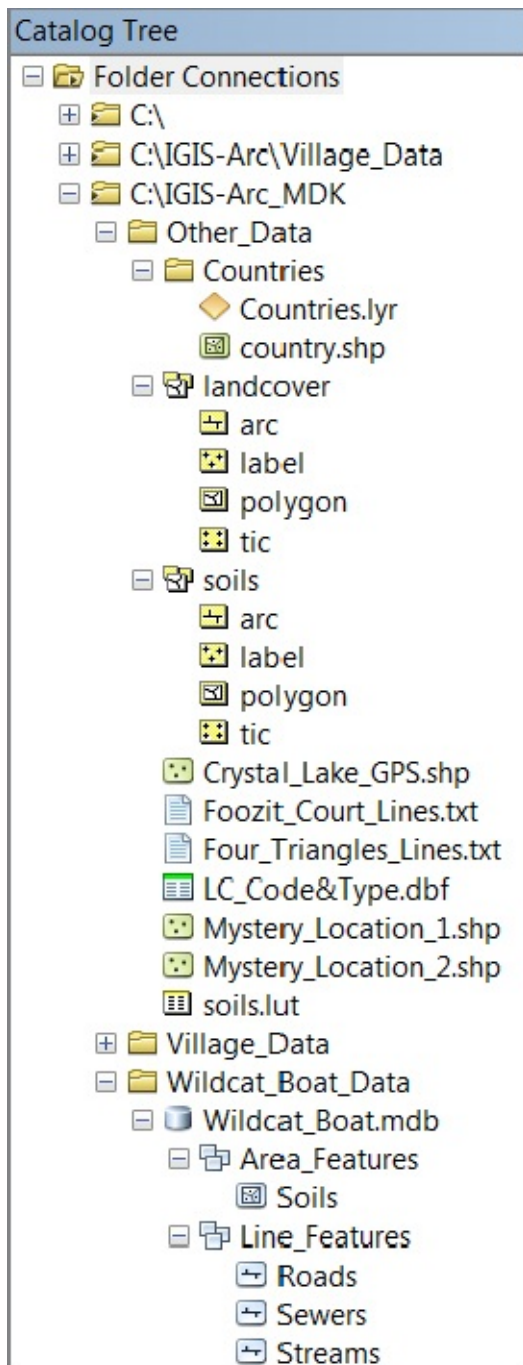 Catalog Tree
Folder Connections
C:\
C:\IGIS-Arc\Village_Data
C:\IGIS-Arc_MDK
Other_Data
Countries
Countries.lyr
country.shp
landcover
arc
label
polygon
tic
soils
arc
label
polygon
tic
Crystal_Lake_GPS.shp
Foozit_Court_Lines.txt
Four_Triangles_Lines.txt
LC_Code&Type.dbf
Mystery_Location_1.shp
Mystery_Location_2.shp
soils.lut
Village_Data
Wildcat_Boat_Data
Wildcat_Boat.mdb
Area_Features
Soils
Line_Features
Roads
Sewers
Streams